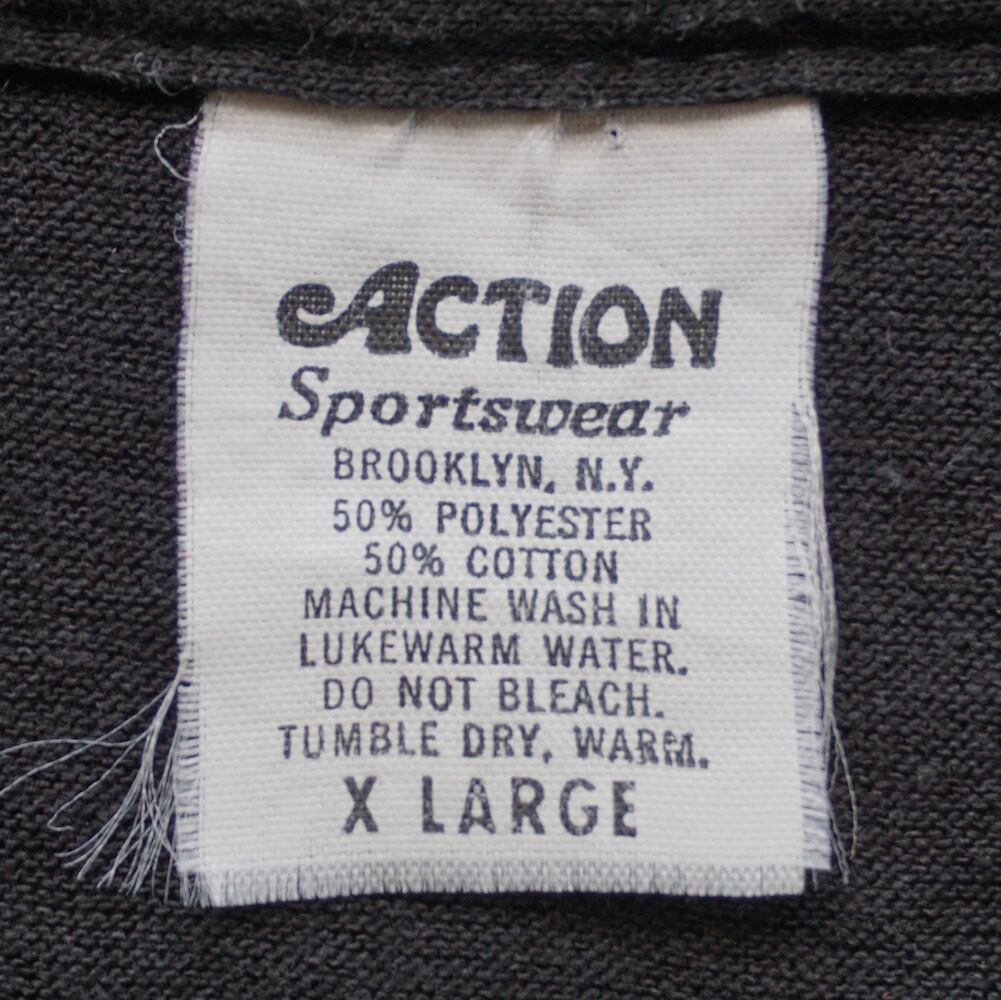 ACTION
Sportswear
BROOKLYN, N.Y.
50% POLYESTER
50% COTTON
MACHINE WASH IN
LUKEWARM WATER.
DO NOT BLEACH.
TUMBLE DRY, WARM.
X LARGE